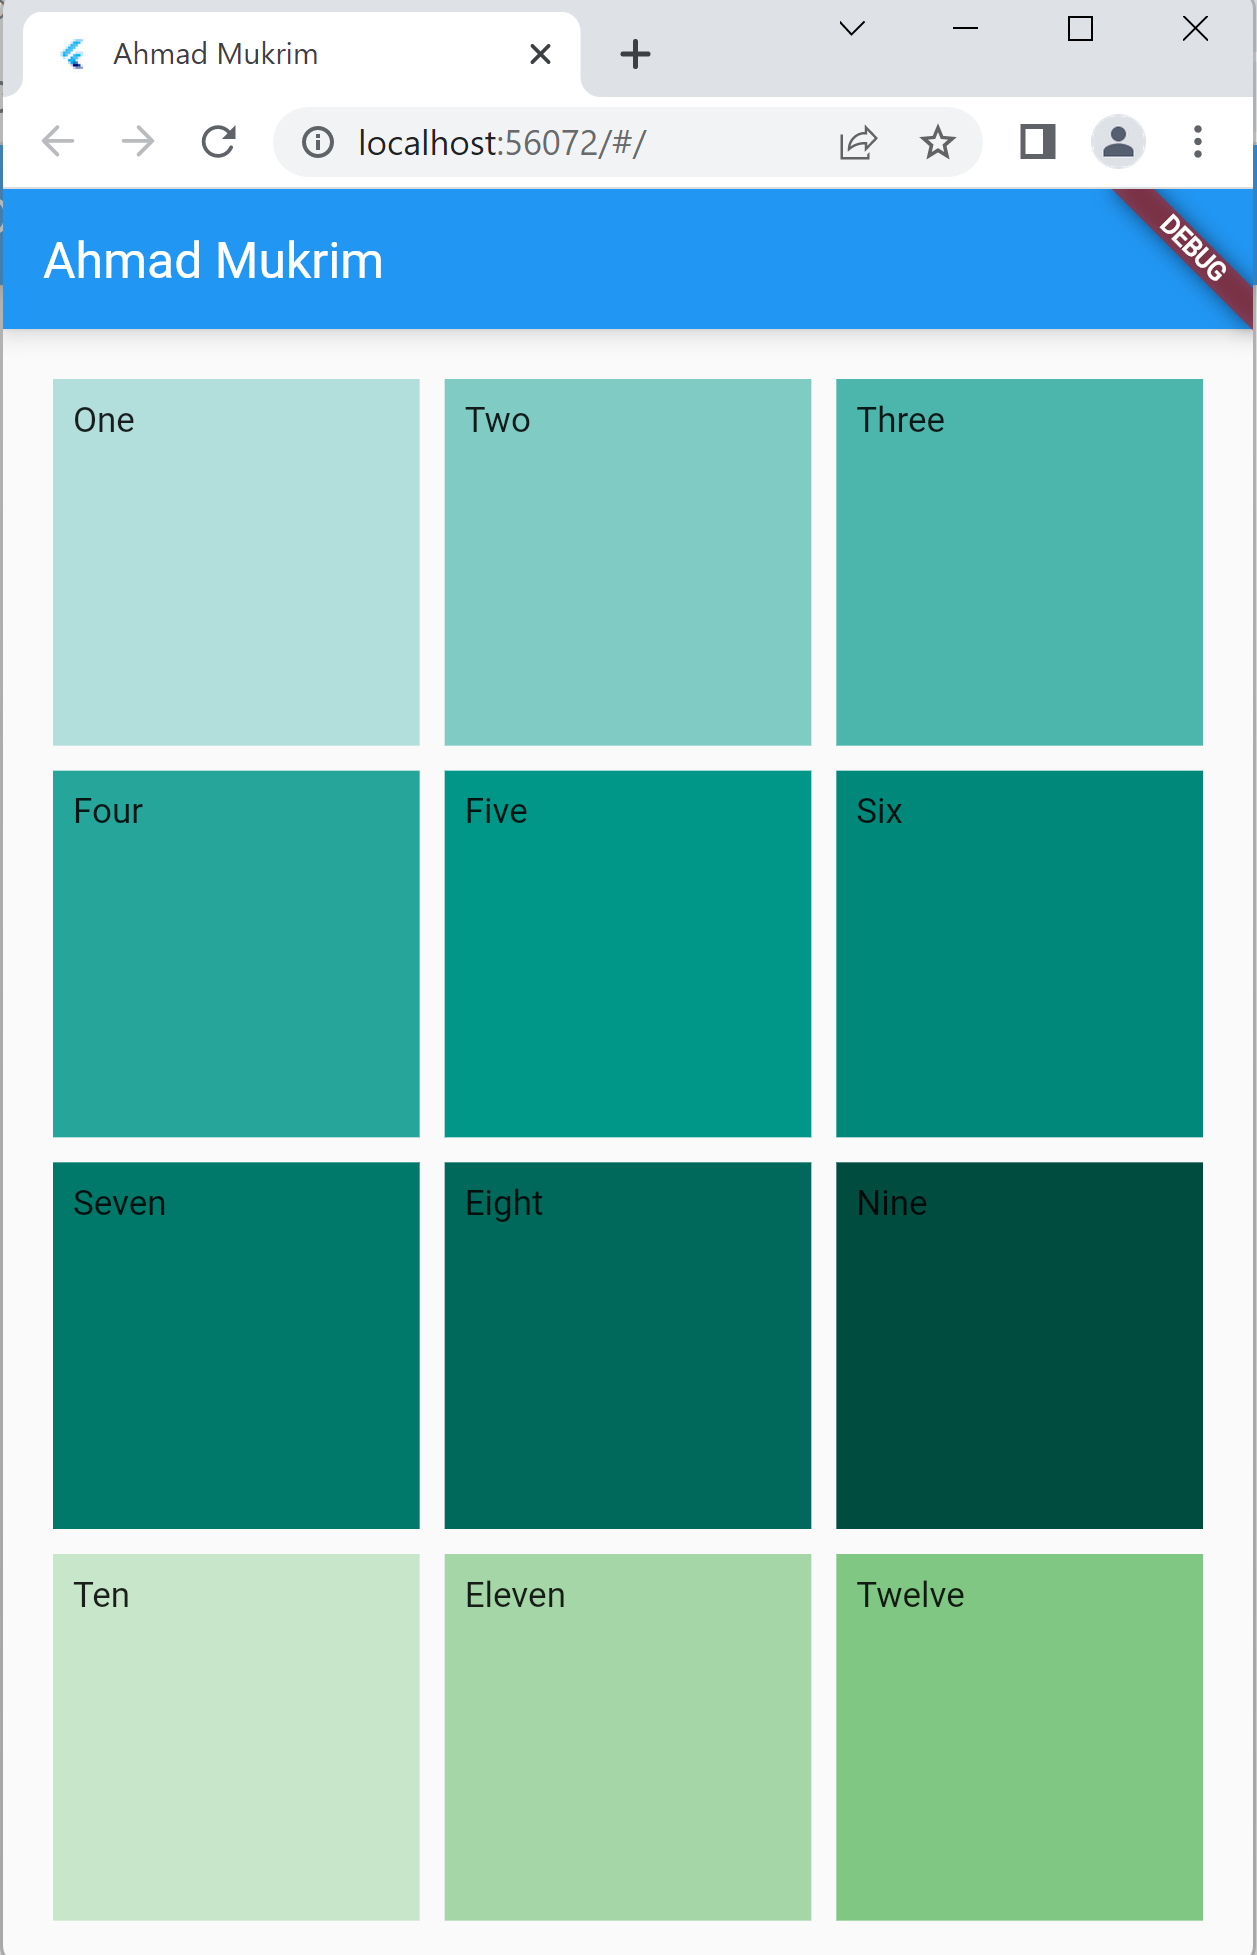 Ahmad Mukrim
localhost:56072/#/
Ahmad Mukrim
DEBUG
One
Two
Three
Four
Five
Six
Seven
Eight
Nine
Ten
Eleven
Twelve